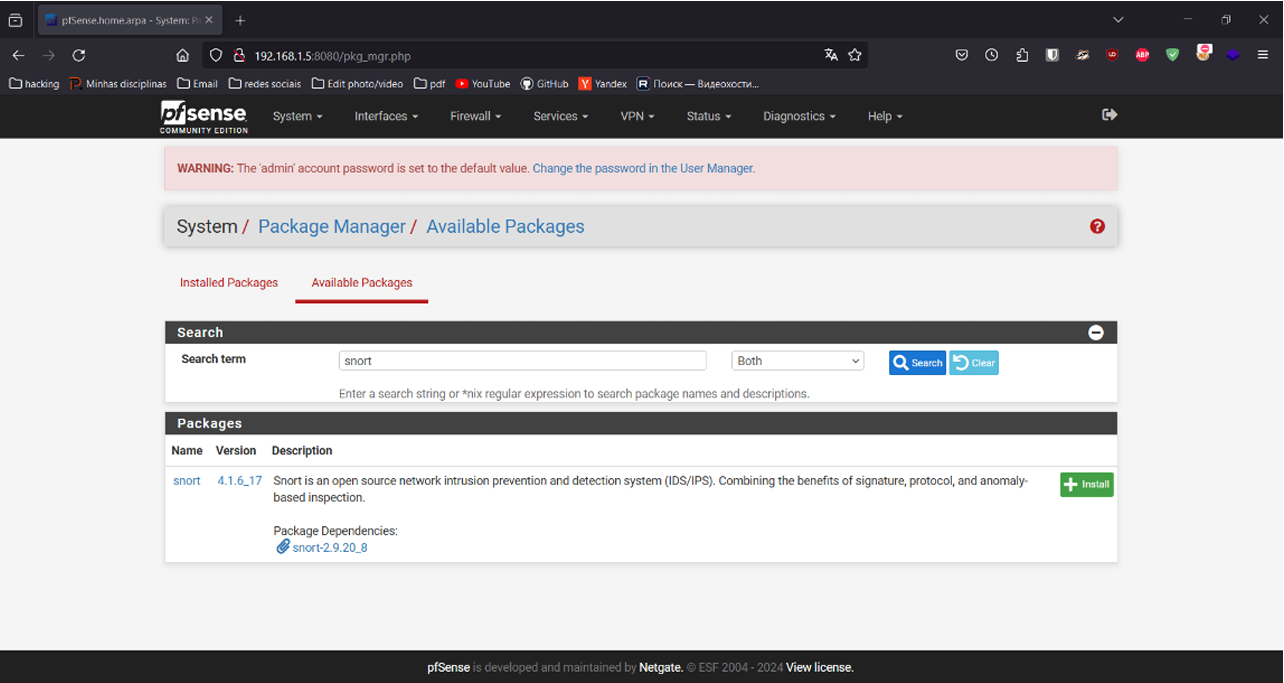 pfSense.home.arpa - System: Pa
192.168.1.5:8080/pkg_mgr.php
hacking Minhas disciplinas Email redes sociais Edit photo/video pdf YouTube GitHub Yandex Поиск — Видеохости...
pfsense System Interfaces Firewall Services VPN Status Diagnostics Help
COMMUNITY EDITION
WARNING: The 'admin' account password is set to the default value. Change the password in the User Manager.
System / Package Manager / Available Packages
Installed Packages Available Packages
Search
Search term snort Both Search Clear
Enter a search string or *nix regular expression to search package names and descriptions.
Packages
Name Version Description
snort 4.1.6_17 Snort is an open source network intrusion prevention and detection system (IDS/IPS). Combining the benefits of signature, protocol, and anomaly-
based inspection.
Install
Package Dependencies:
snort-2.9.20_8
pfSense is developed and maintained by Netgate. © ESF 2004 - 2024 View license.